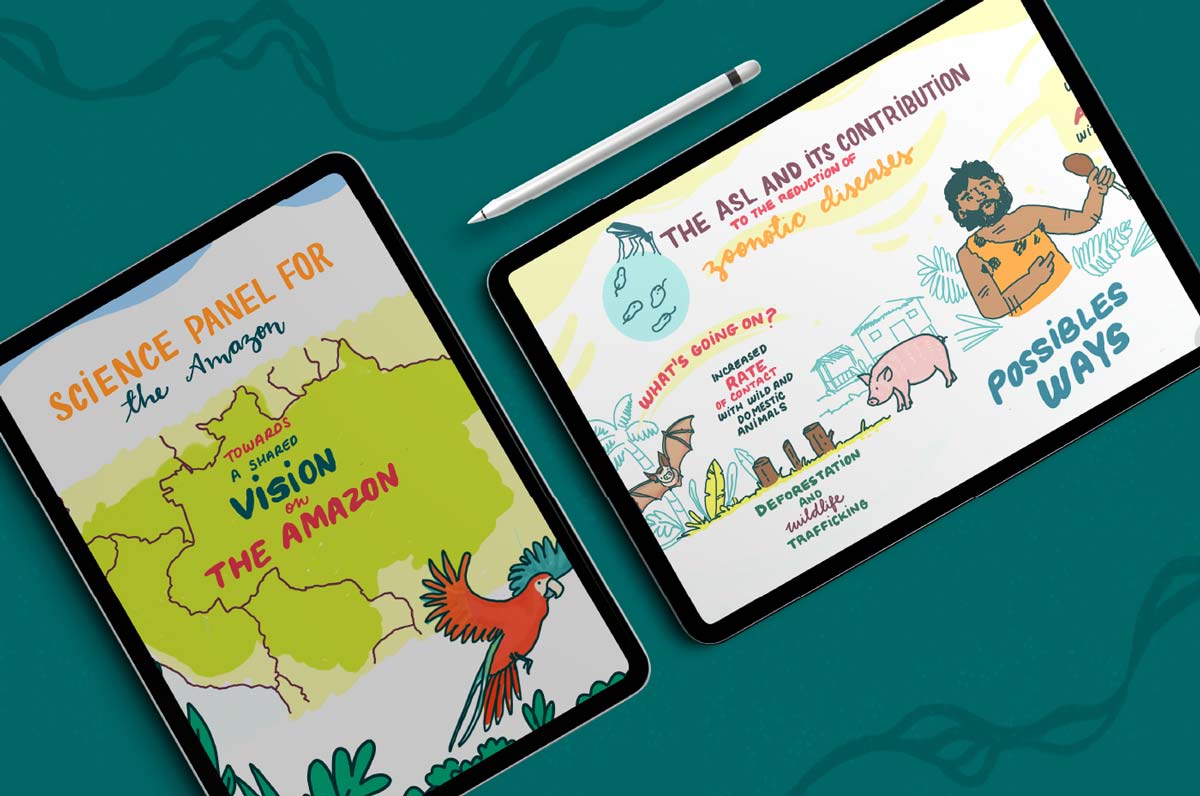 SCIENCE PANEL FOR
the Amazon
TOWARDS
A SHARED
VISION
on
THE AMAZON
THE ASL AND ITS CONTRIBUTION
TO THE REDUCTION OF
zoonotic diseases
WHAT'S GOING ON?
INCREASED
RATE
OF CONTACT
WITH WILD AND
DOMESTIC
ANIMALS
DEFORESTATION
AND
wildlife
TRAFFICKING
POSSIBLES
WAYS